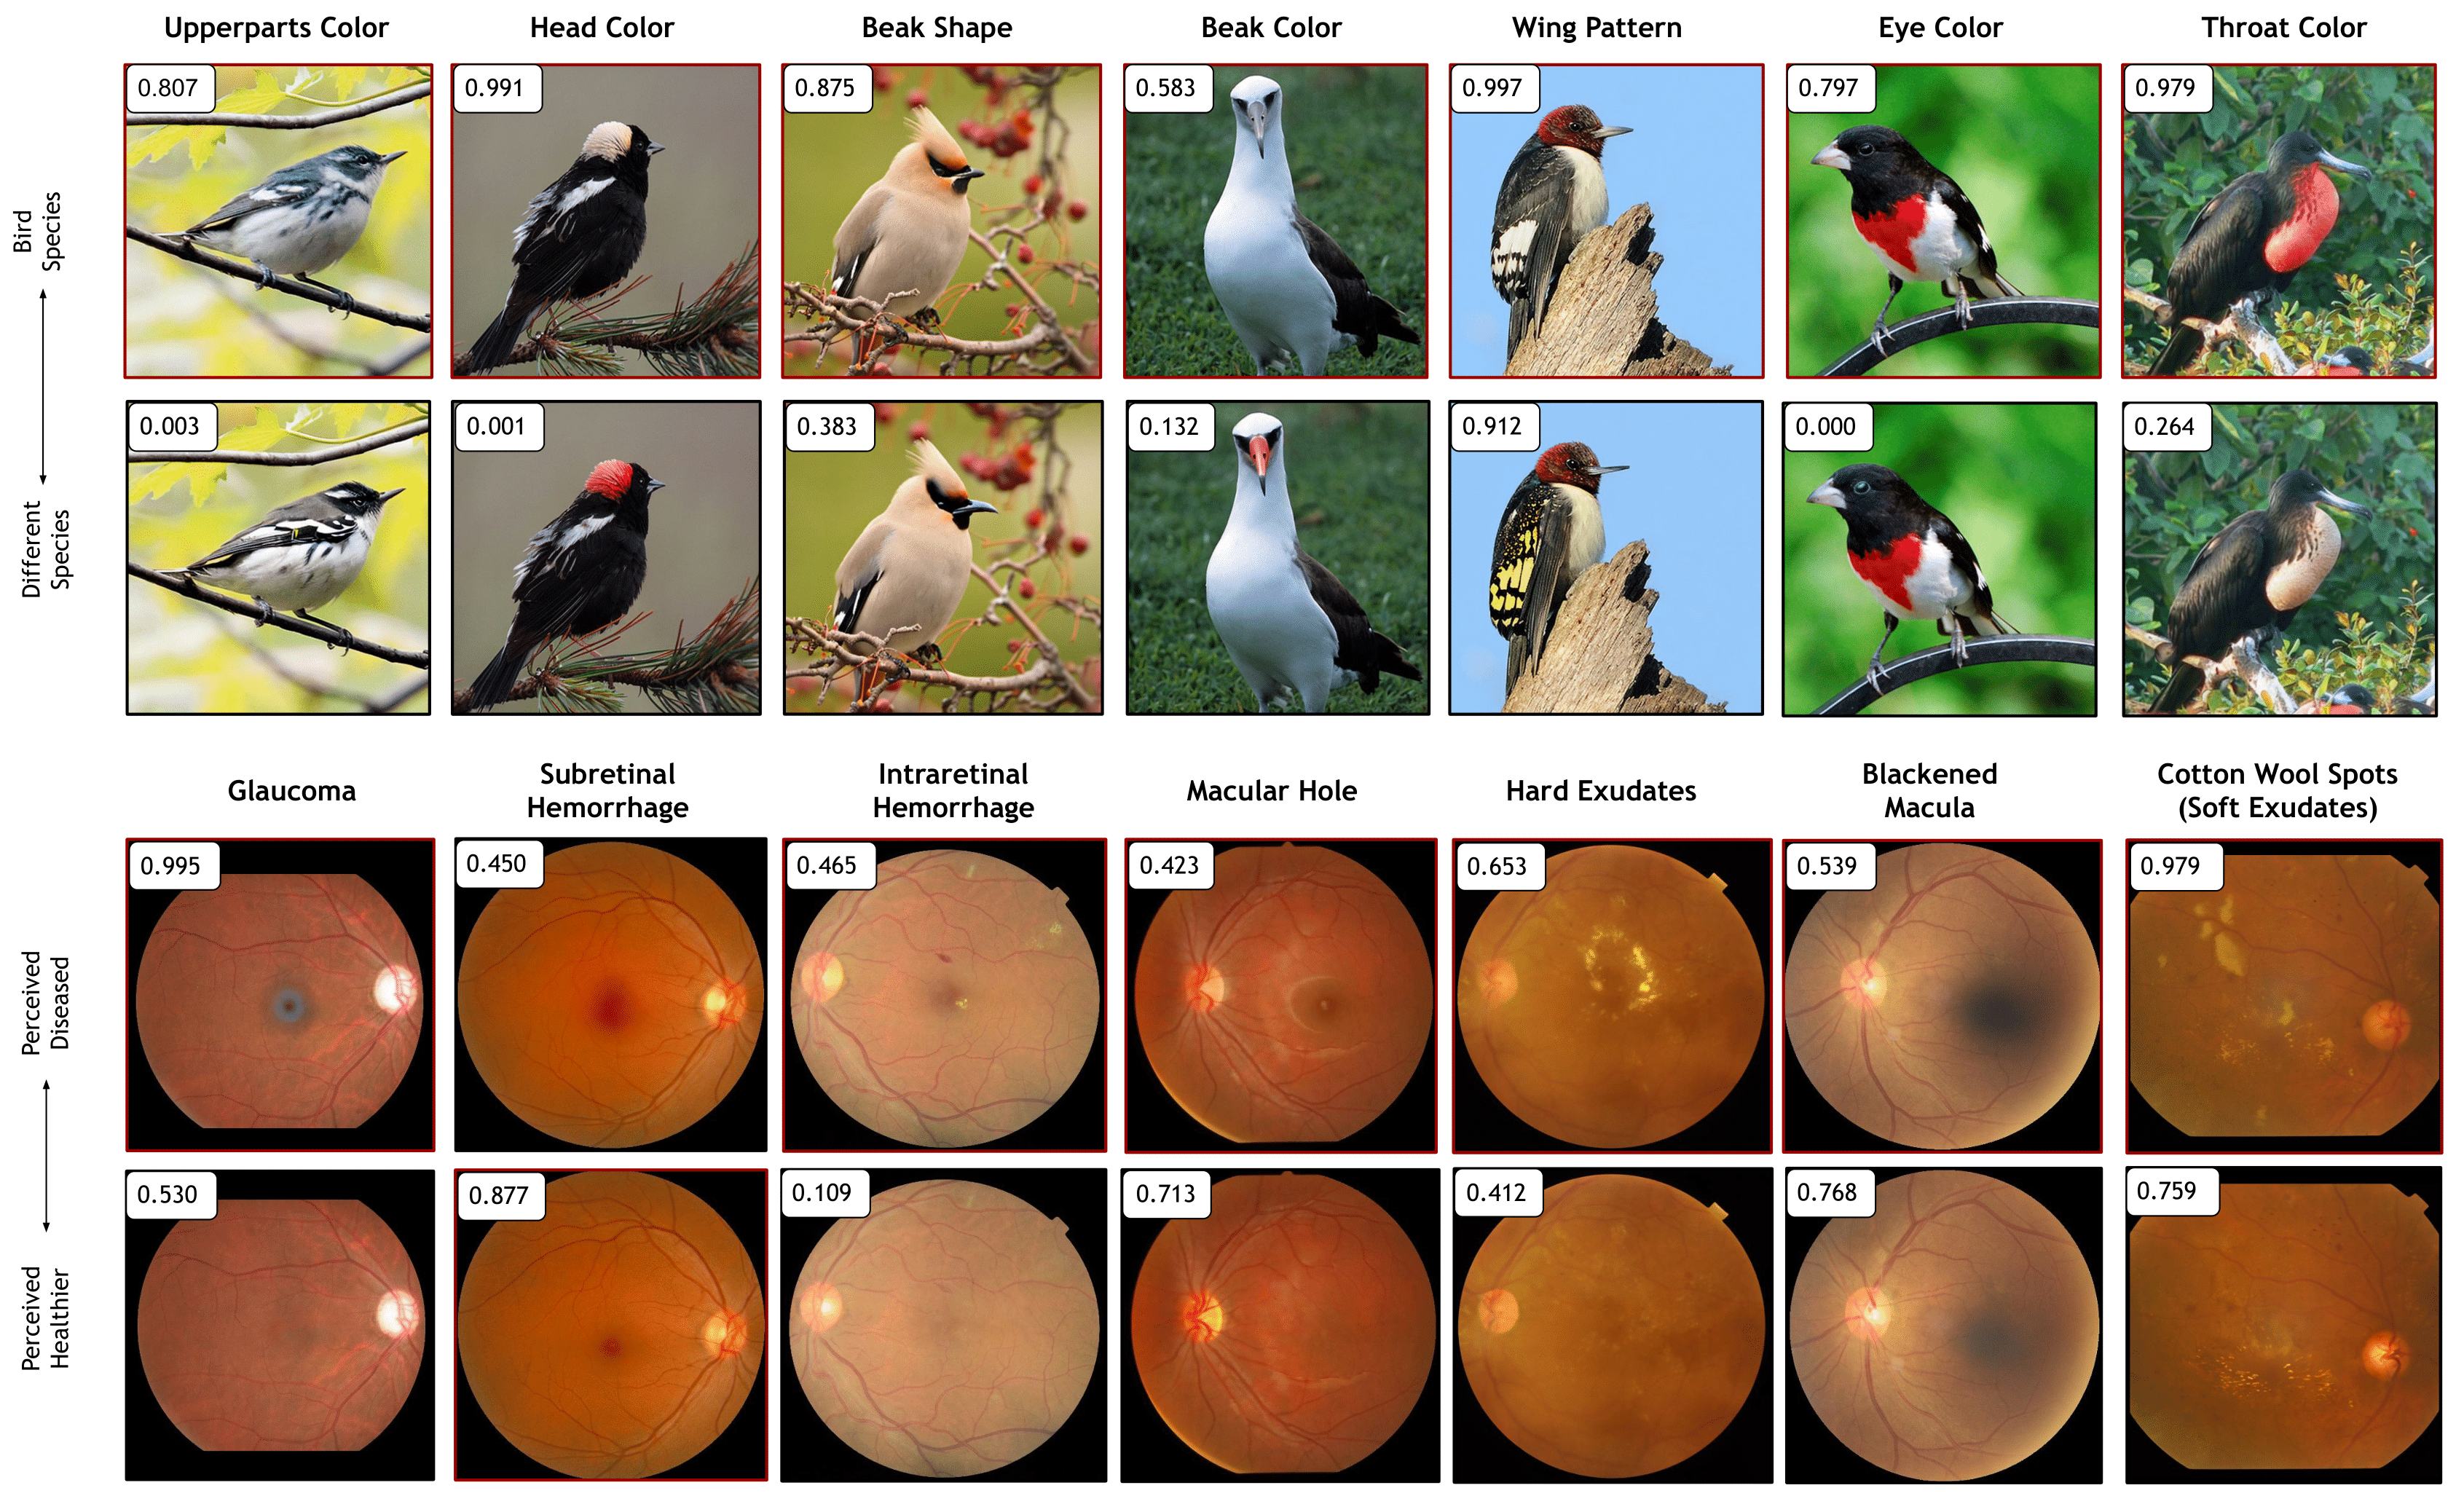 Upperparts Color
Head Color
Beak Shape
Beak Color
Wing Pattern
Eye Color
Throat Color
Bird
Species
0.807
0.991
0.875
0.583
0.997
0.797
0.979
Different
Species
0.003
0.001
0.383
0.132
0.912
0.000
0.264
Glaucoma
Subretinal
Hemorrhage
Intraretinal
Hemorrhage
Macular Hole
Hard Exudates
Blackened
Macula
Cotton Wool Spots
(Soft Exudates)
Perceived
Diseased
0.995
0.450
0.465
0.423
0.653
0.539
0.979
Perceived
Healthier
0.530
0.877
0.109
0.713
0.412
0.768
0.759